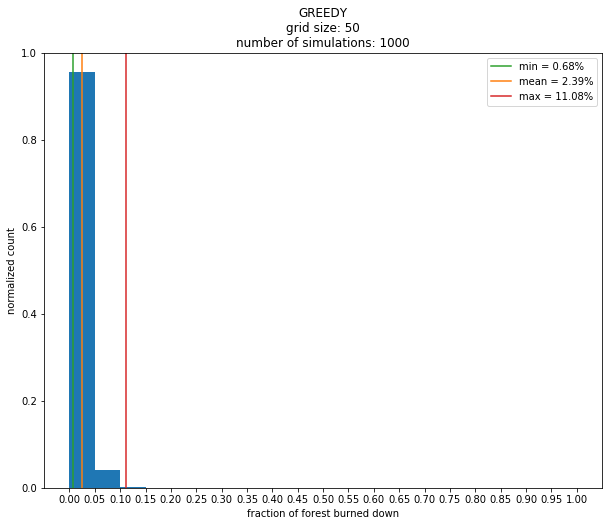 GREEDY
grid size: 50
number of simulations: 1000
min = 0.68%
mean = 2.39%
max = 11.08%
1.0
0.8
0.6
0.4
0.2
0.0
normalized count
0.00 0.05 0.10 0.15 0.20 0.25 0.30 0.35 0.40 0.45 0.50 0.55 0.60 0.65 0.70 0.75 0.80 0.85 0.90 0.95 1.00
fraction of forest burned down